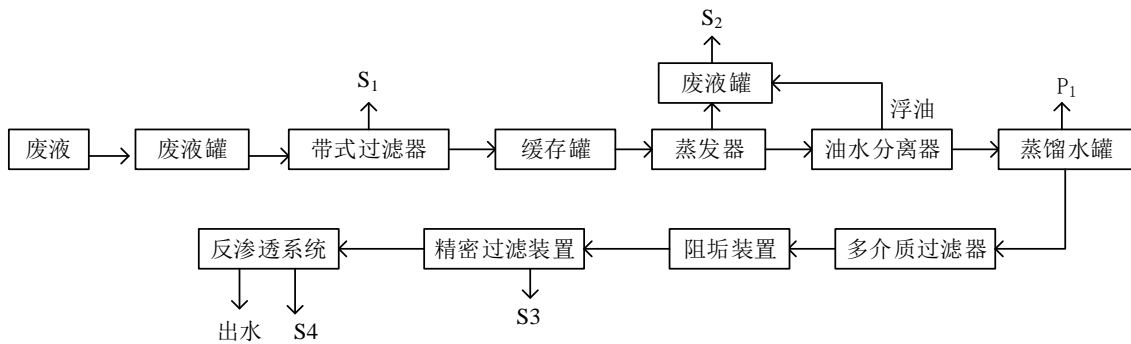 S₂
废液罐
S₁
P₁
浮油
废液
废液罐
带式过滤器
缓存罐
蒸发器
油水分离器
蒸馏水罐
反渗透系统
精密过滤装置
阻垢装置
多介质过滤器
出水
S4
S3